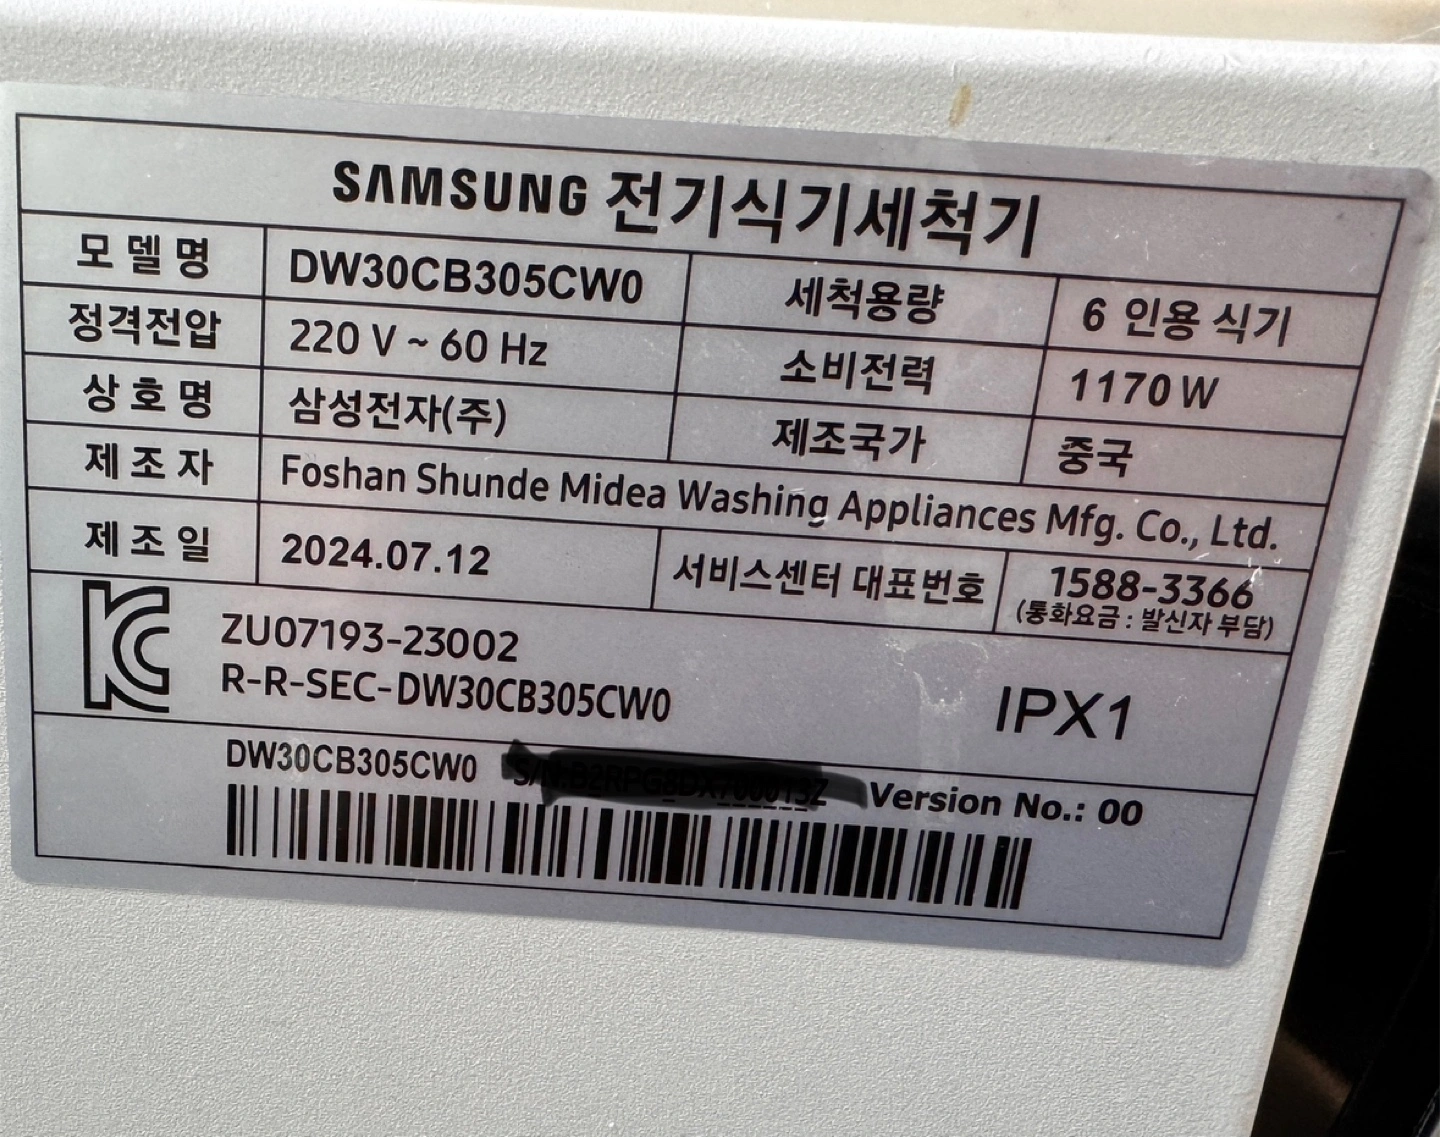 SAMSUNG 전기식기세척기
모델명 DW30CB305CW0 세척용량 6 인용 식기
정격전압 220 V ~ 60 Hz 소비전력 1170 W
상호명 삼성전자(주) 제조국가 중국
제조자 Foshan Shunde Midea Washing Appliances Mfg. Co., Ltd.
제조일 2024.07.12 서비스센터 대표번호 1588-3366
(통화요금 : 발신자 부담)
ZU07193-23002
R-R-SEC-DW30CB305CW0
IPX1
DW30CB305CW0 Version No.: 00